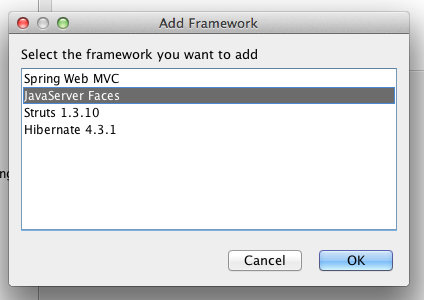 Add Framework
Select the framework you want to add
Spring Web MVC
JavaServer Faces
Struts 1.3.10
Hibernate 4.3.1
Cancel
OK